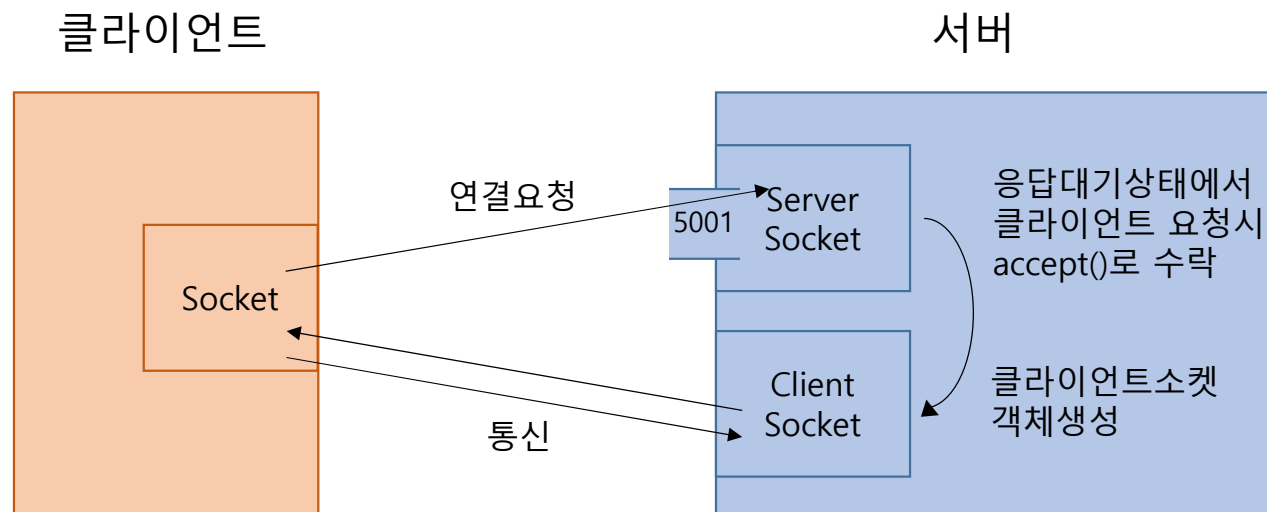 클라이언트
서버
연결요청
5001
Server
Socket
응답대기상태에서
클라이언트 요청시
accept()로 수락
Socket
Client
Socket
클라이언트소켓
객체생성
통신